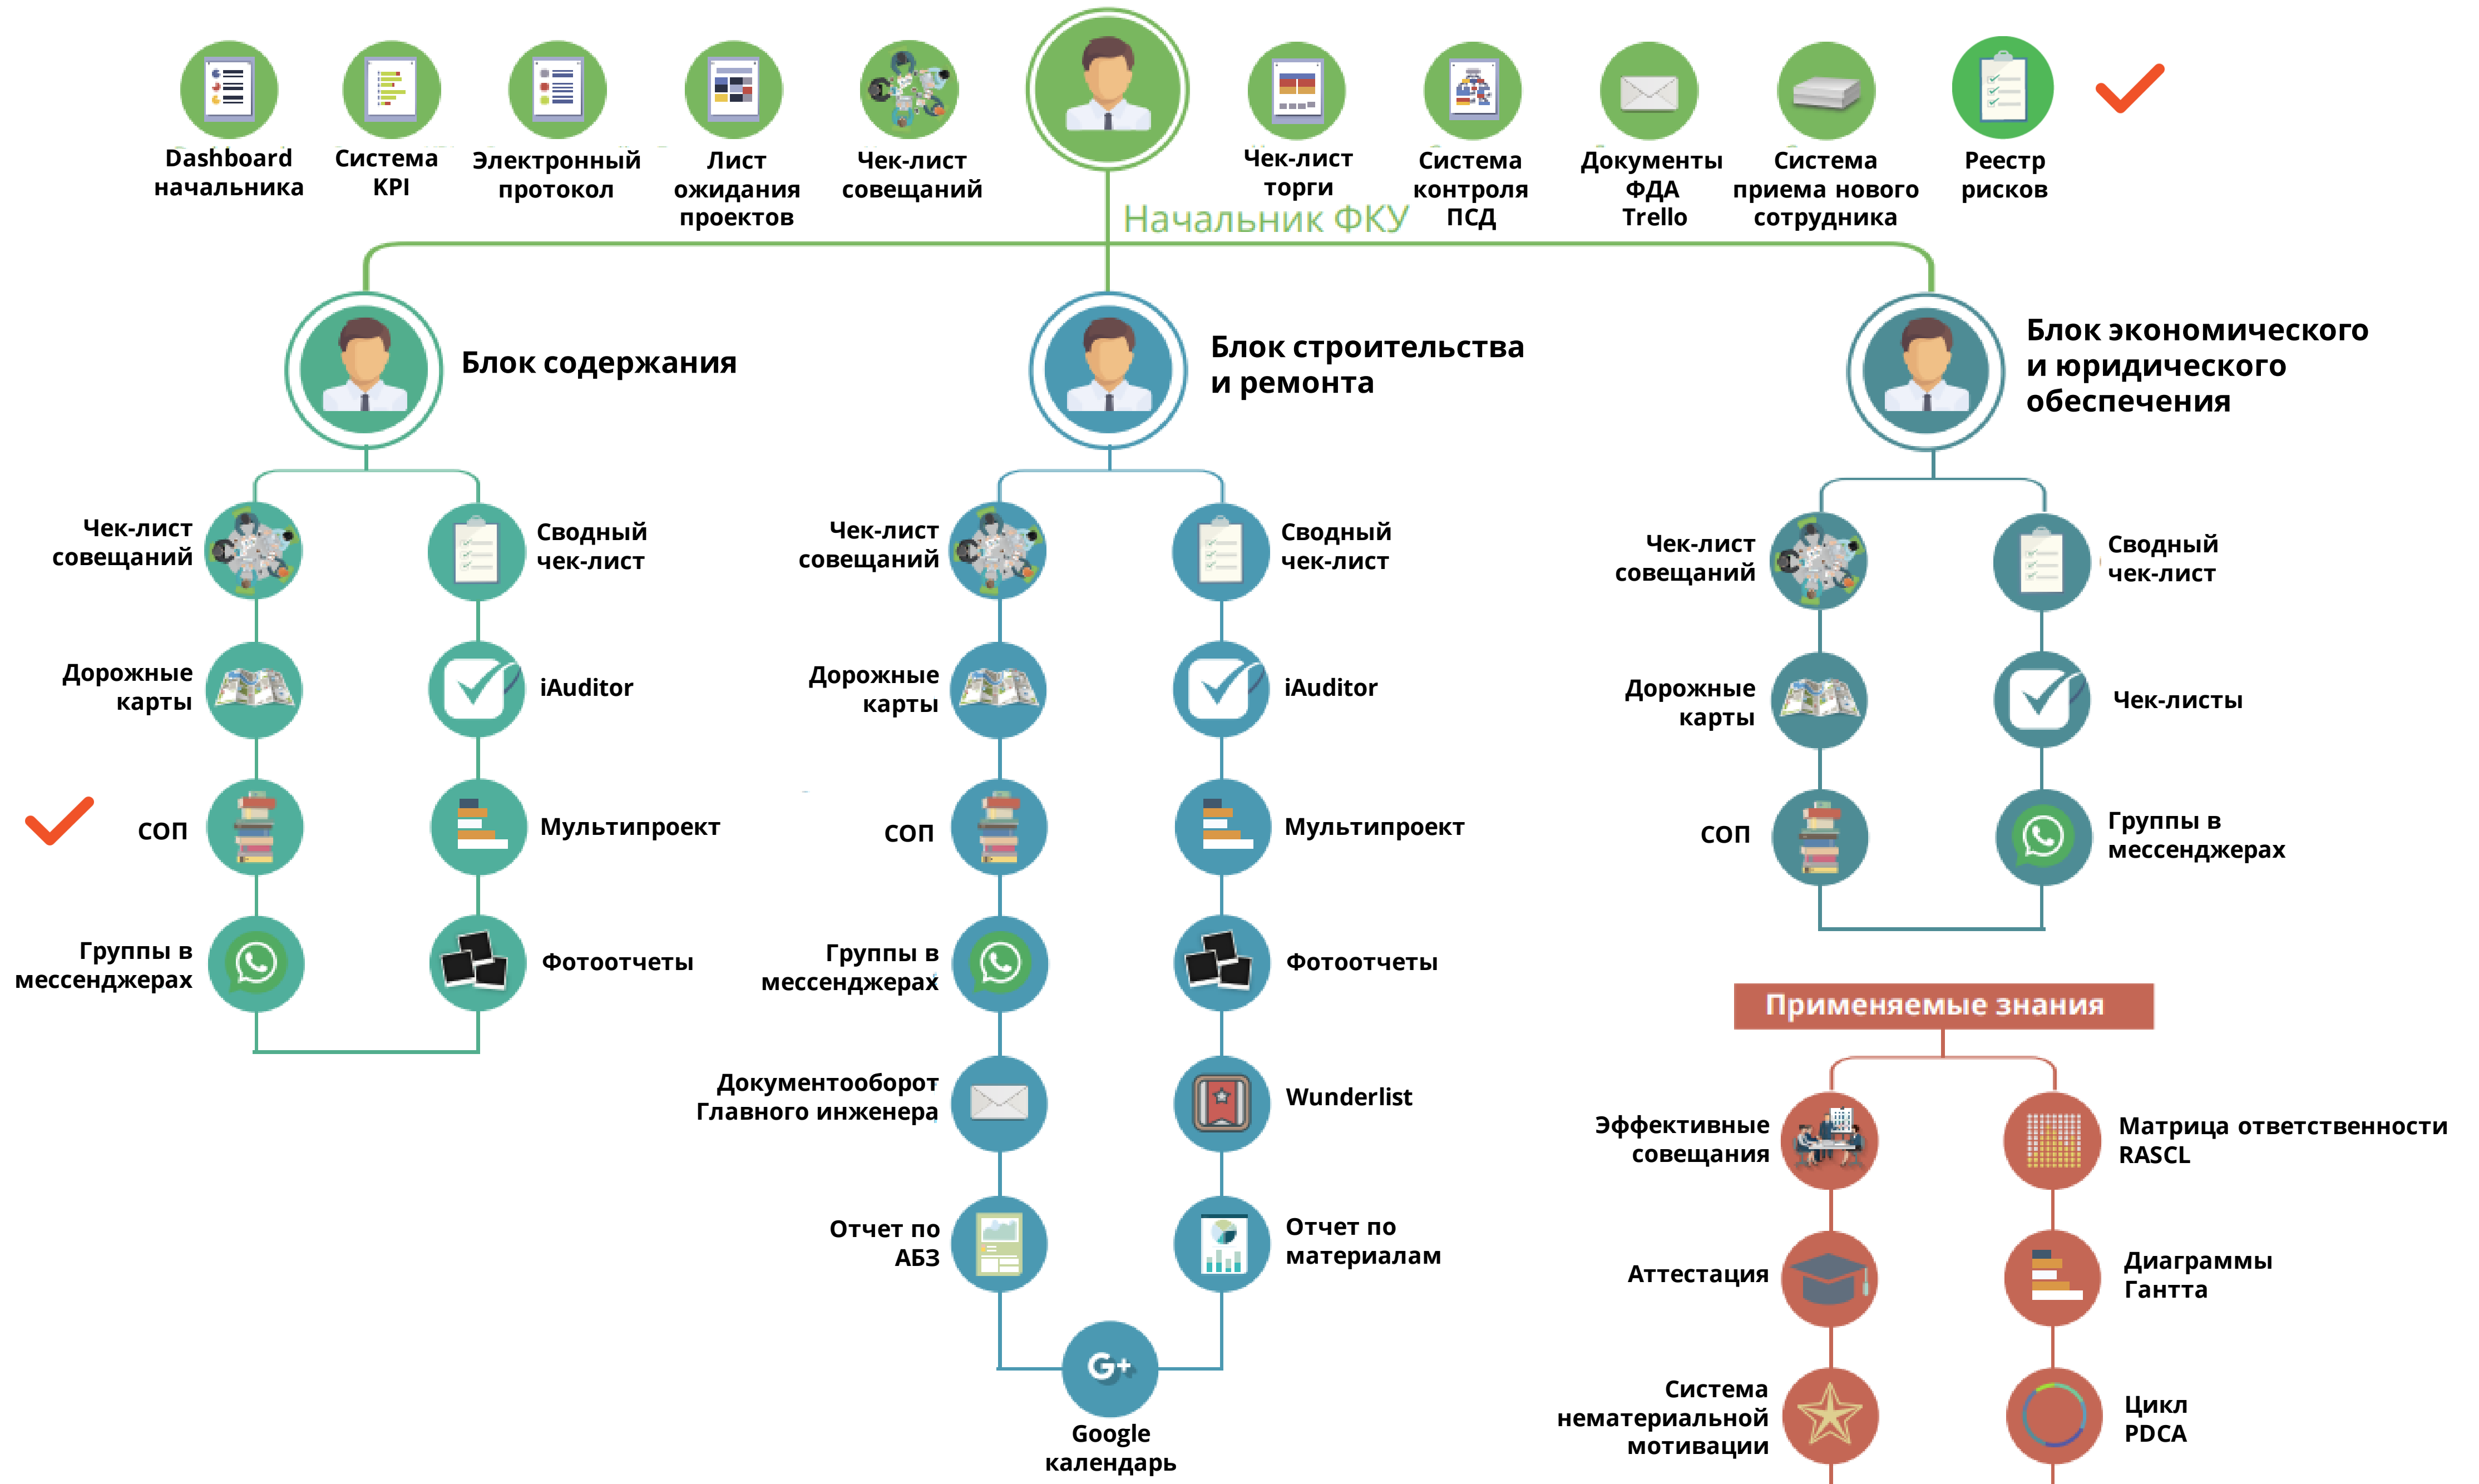 Dashboard
начальника
Система
KPI
Электронный
протокол
Лист
ожидания
проектов
Чек-лист
совещаний
Чек-лист
торги
Система
контроля
ПСД
Документы
ФДА
Trello
Система
приема нового
сотрудника
Реестр
рисков
Начальник ФКУ
Блок содержания
Чек-лист
совещаний
Сводный
чек-лист
Дорожные
карты
iAuditor
СОП
Мультипроект
Группы в
мессенджерах
Фотоотчеты
Блок строительства
и ремонта
Чек-лист
совещаний
Сводный
чек-лист
Дорожные
карты
iAuditor
СОП
Мультипроект
Группы в
мессенджерах
Фотоотчеты
Документооборот
Главного инженера
Wunderlist
Отчет по
АБЗ
Отчет по
материалам
G+
Google
календарь
Блок экономического
и юридического
обеспечения
Чек-лист
совещаний
Сводный
чек-лист
Дорожные
карты
Чек-листы
СОП
Группы в
мессенджерах
Применяемые знания
Эффективные
совещания
Матрица ответственности
RASCL
Аттестация
Диаграммы
Гантта
Система
нематериальной
мотивации
Цикл
PDCA